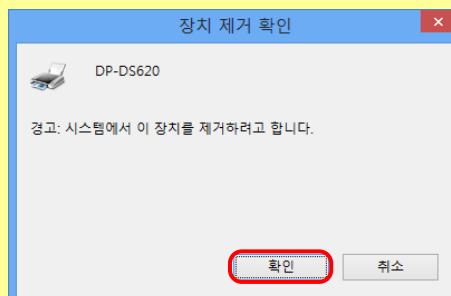 장치 제거 확인
DP-DS620
경고: 시스템에서 이 장치를 제거하려고 합니다.
확인
취소